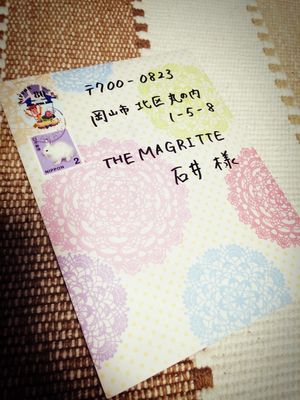 〒700-0823
岡山市 北区 丸の内
1-5-8
THE MAGRITTE
石井 様
NIPPON 2